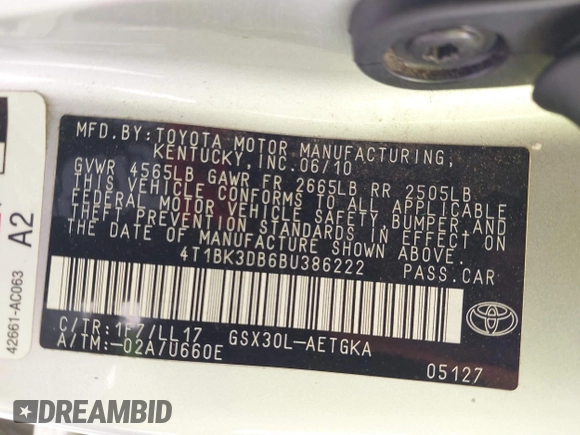 MFD.BY:TOYOTA MOTOR MANUFACTURING,
KENTUCKY,INC.06/10
GVWR 4565LB GAWR FR 2665LB RR 2505LB
THIS VEHICLE CONFORMS TO ALL APPLICABLE
FEDERAL MOTOR VEHICLE SAFETY,BUMPER AND
THEFT PREVENTION STANDARDS IN EFFECT ON
THE DATE OF MANUFACTURE SHOWN ABOVE.
4T1BK3DB6BU386222 PASS.CAR
C/TR:1F7/LL17 GSX30L-AETGKA
A/TM:-02A/U660E
05127
TOYOTA
42661-AC063
A2
DREAMBID